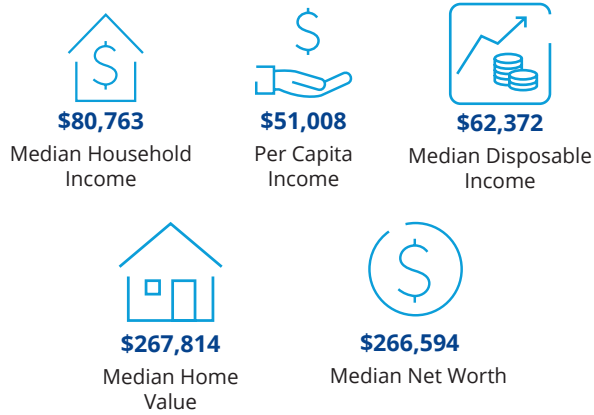 $80,763
Median Household
Income
$51,008
Per Capita
Income
$62,372
Median Disposable
Income
$267,814
Median Home
Value
$266,594
Median Net Worth